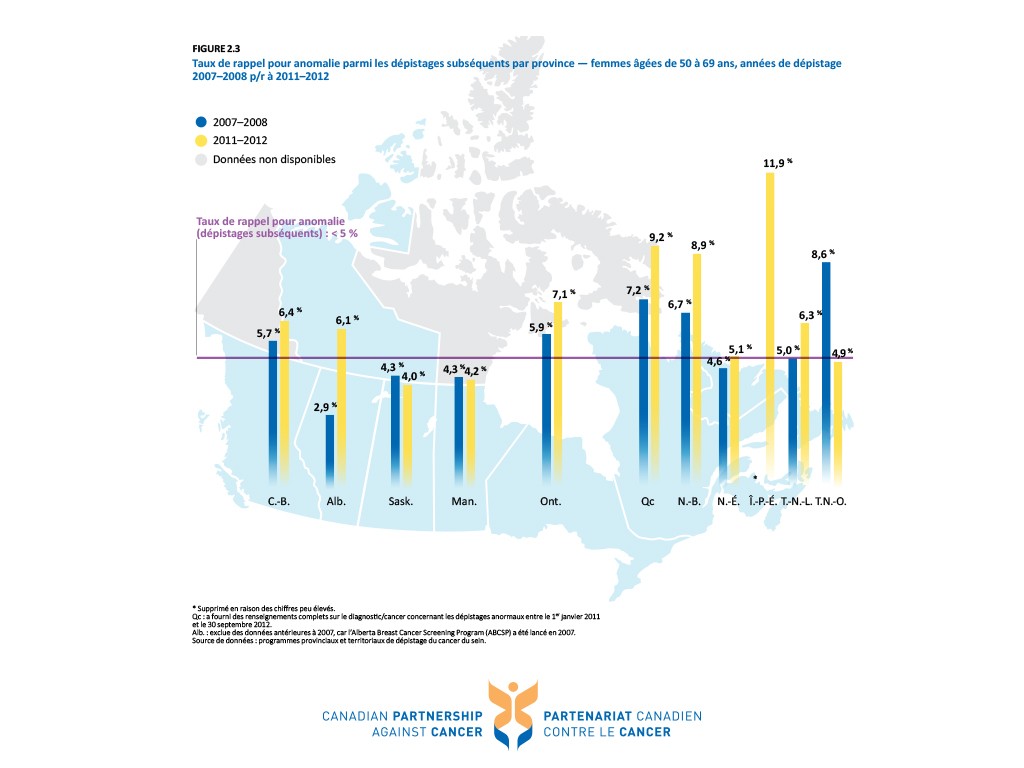 FIGURE 2.3
Taux de rappel pour anomalie parmi les dépistages subséquents par province — femmes âgées de 50 à 69 ans, années de dépistage
2007–2008 p/r à 2011–2012
2007–2008
2011–2012
Données non disponibles
Taux de rappel pour anomalie
(dépistages subséquents) : < 5 %
5,7 %
6,4 %
2,9 %
6,1 %
4,3 %
4,0 %
4,3 %
4,2 %
5,9 %
7,1 %
7,2 %
9,2 %
6,7 %
8,9 %
4,6 %
5,1 %
11,9 %
5,0 %
6,3 %
8,6 %
4,9 %
*
C.-B. Alb. Sask. Man. Ont. Qc N.-B. N.-É. Î.-P.-É. T.-N.-L. T.N.-O.
* Supprimé en raison des chiffres peu élevés.
Qc : a fourni des renseignements complets sur le diagnostic/cancer concernant les dépistages anormaux entre le 1er janvier 2011
et le 30 septembre 2012.
Alb. : exclue des données antérieures à 2007, car l'Alberta Breast Cancer Screening Program (ABCSP) a été lancé en 2007.
Source de données : programmes provinciaux et territoriaux de dépistage du cancer du sein.
CANADIAN PARTNERSHIP
AGAINST CANCER
PARTENARIAT CANADIEN
CONTRE LE CANCER